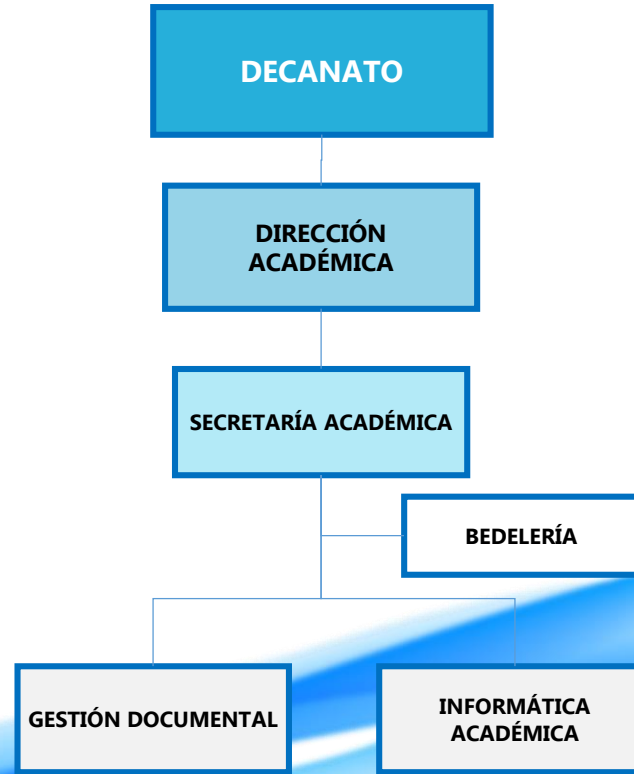 DECANATO
DIRECCIÓN
ACADÉMICA
SECRETARÍA ACADÉMICA
BEDELERÍA
GESTIÓN DOCUMENTAL
INFORMÁTICA
ACADÉMICA